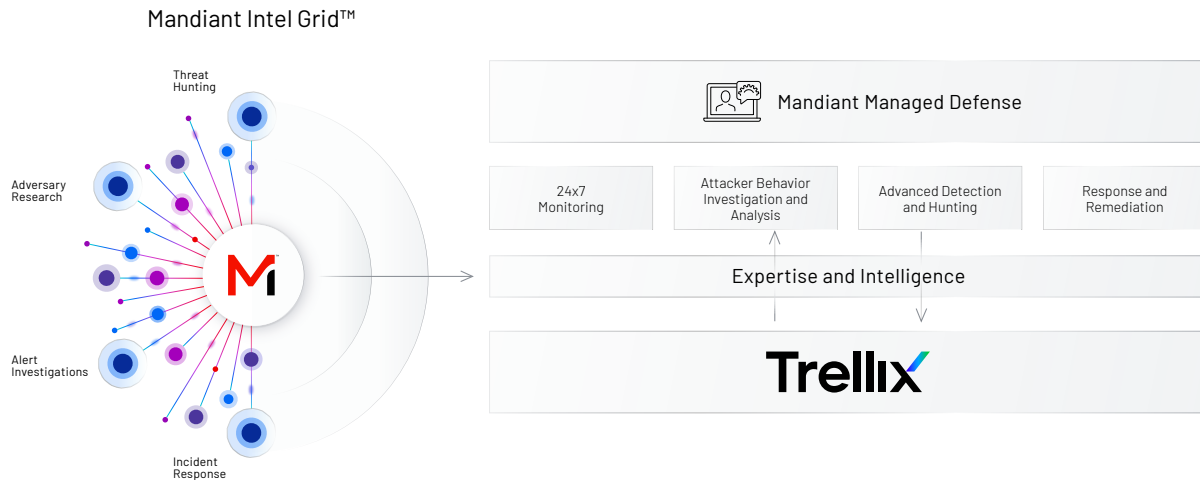 Mandiant Intel Grid™
Threat
Hunting
Adversary
Research
Alert
Investigations
Incident
Response
M
Mandiant Managed Defense
24x7
Monitoring
Attacker Behavior
Investigation and
Analysis
Advanced Detection
and Hunting
Response and
Remediation
Expertise and Intelligence
Trellix